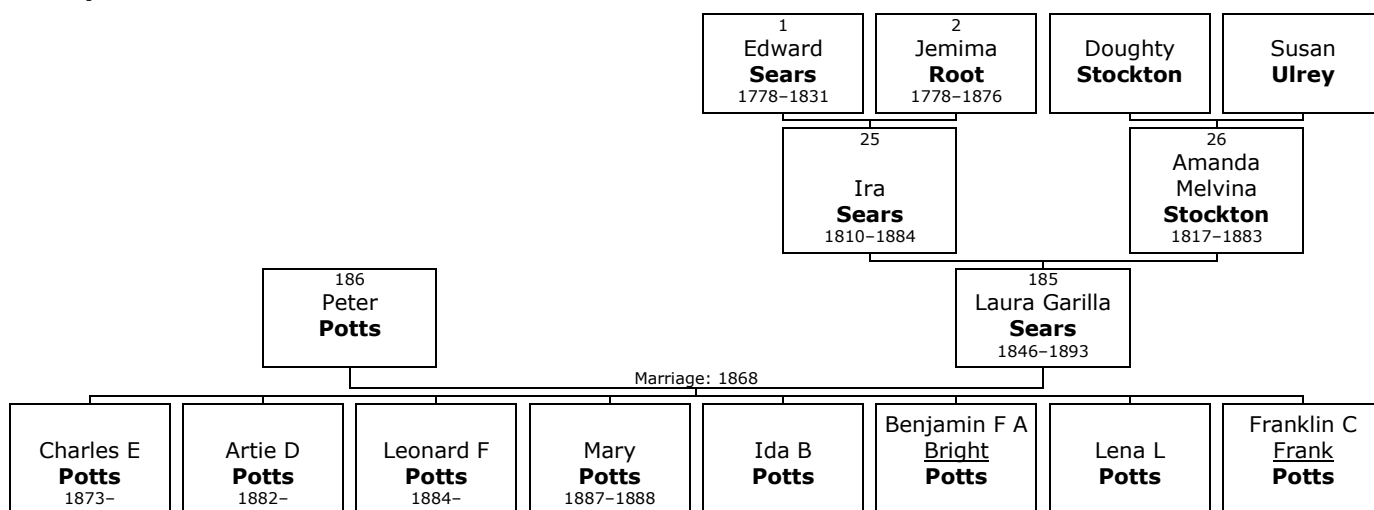 1
Edward
Sears
1778–1831
2
Jemima
Root
1778–1876
Doughty
Stockton
Susan
Ulrey
25
Ira
Sears
1810–1884
26
Amanda
Melvina
Stockton
1817–1883
186
Peter
Potts
185
Laura Garilla
Sears
1846–1893
Marriage: 1868
Charles E
Potts
1873–
Artie D
Potts
1882–
Leonard F
Potts
1884–
Mary
Potts
1887–1888
Ida B
Potts
Benjamin F A
Bright
Potts
Lena L
Potts
Franklin C
Frank
Potts